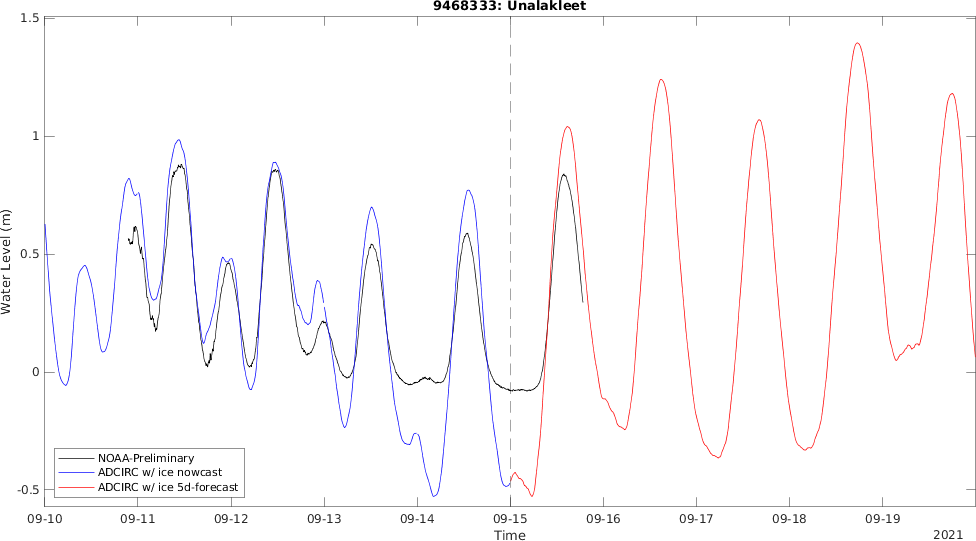 9468333: Unalakleet
1.5
1
0.5
0
-0.5
Water Level (m)
NOAA-Preliminary
ADCIRC w/ ice nowcast
ADCIRC w/ ice 5d-forecast
09-10 09-11 09-12 09-13 09-14 09-15 09-16 09-17 09-18 09-19
Time
2021